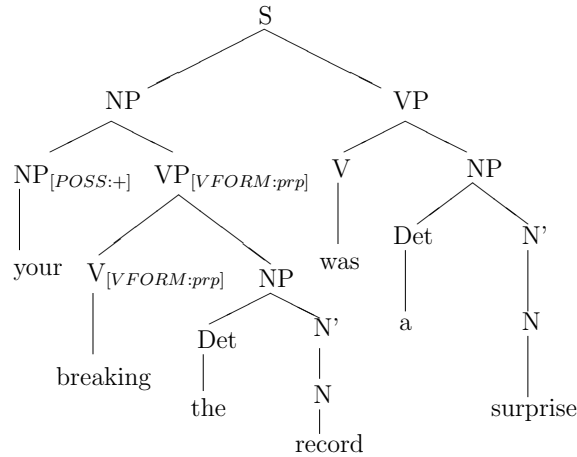 S
NP VP
NP[POSS:+] VP[VFORM:prp] V NP
Det N'
your V[VFORM:prp] NP was
Det N' a N
breaking the N surprise
record